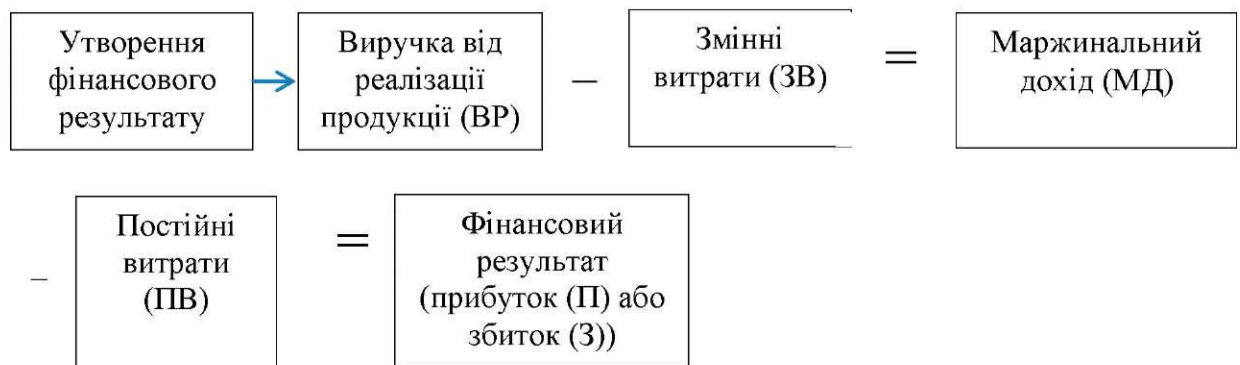 Утворення
фінансового
результату
Виручка від
реалізації
продукції (ВР)
–
Змінні
витрати (ЗВ)
=
Маржинальний
дохід (МД)
–
Постійні
витрати
(ПВ)
=
Фінансовий
результат
(прибуток (П) або
збиток (З))